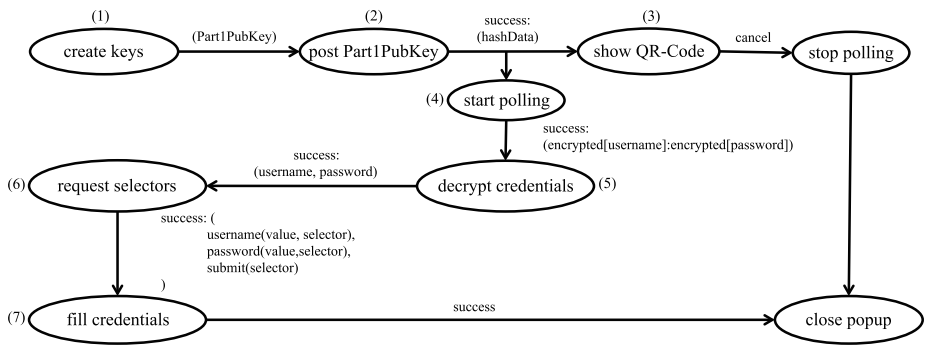 (1)
(2)
(3)
create keys
(Part1PubKey)
post Part1PubKey
success:
(hashData)
show QR-Code
cancel
stop polling
(4)
start polling
success:
(encrypted[username]:encrypted[password])
(6)
request selectors
success:
(username, password)
decrypt credentials
(5)
success: (
username(value, selector),
password(value,selector),
submit(selector)
)
(7)
fill credentials
success
close popup